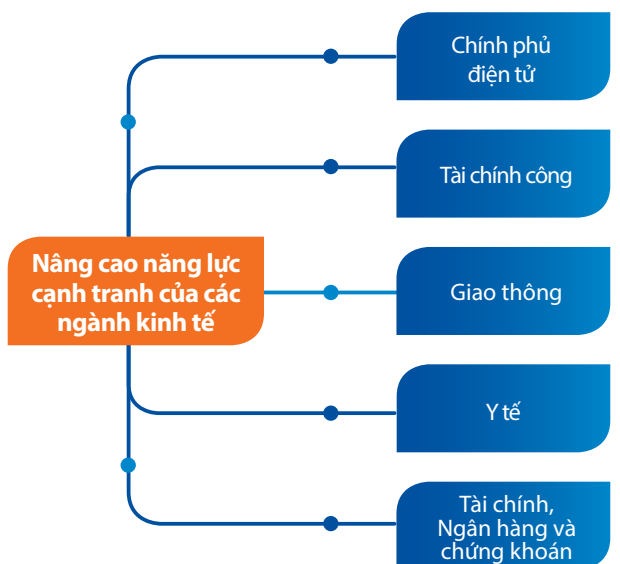 Chính phủ
điện tử
Tài chính công
Nâng cao năng lực
cạnh tranh của các
ngành kinh tế
Giao thông
Y tế
Tài chính,
Ngân hàng và
chứng khoán